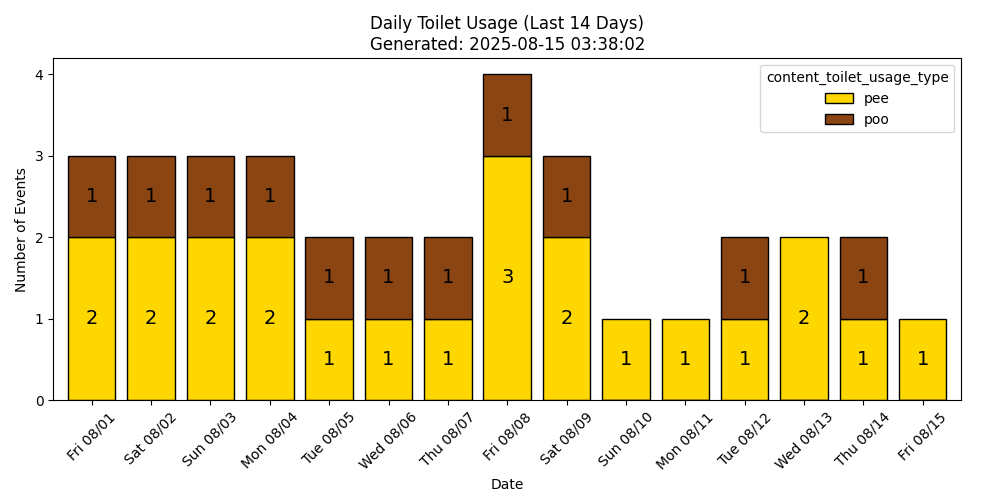 Daily Toilet Usage (Last 14 Days)
Generated: 2025-08-15 03:38:02
content_toilet_usage_type
pee
poo
Number of Events
4
3
2
1
0
1 1 1 1 1 1 1 1 1 1 1
2 2 2 2 1 1 1 3 2 1 1 1 2 1 1
Fri 08/01
Sat 08/02
Sun 08/03
Mon 08/04
Tue 08/05
Wed 08/06
Thu 08/07
Fri 08/08
Sat 08/09
Sun 08/10
Mon 08/11
Tue 08/12
Wed 08/13
Thu 08/14
Fri 08/15
Date